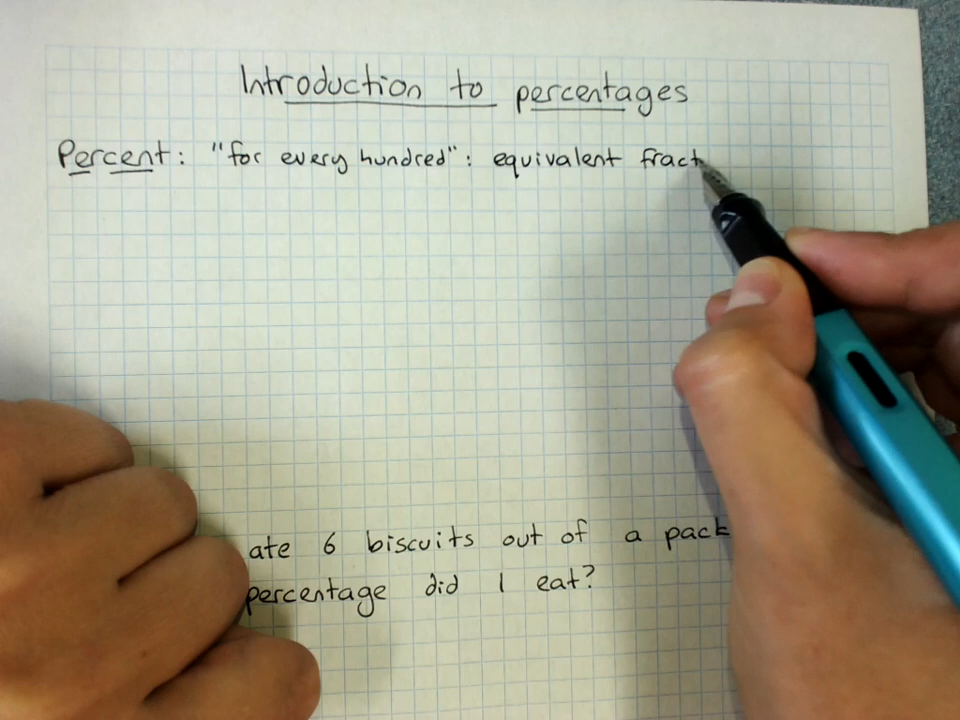 Introduction to percentages
Percent: "for every hundred": equivalent fract
ate 6 biscuits out of a pack
percentage did I eat?